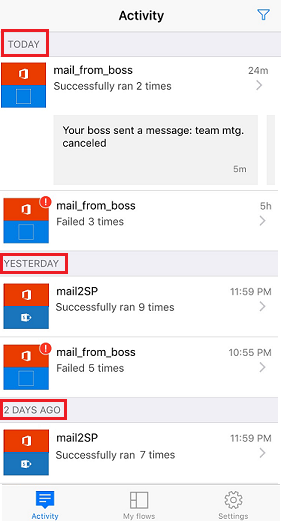 Activity
TODAY
mail_from_boss 24m
Successfully ran 2 times
Your boss sent a message: team mtg.
canceled
5m
mail_from_boss 5h
Failed 3 times
YESTERDAY
mail2SP 11:59 PM
Successfully ran 9 times
mail_from_boss 10:55 PM
Failed 5 times
2 DAYS AGO
mail2SP 11:59 PM
Successfully ran 7 times
Activity My flows Settings